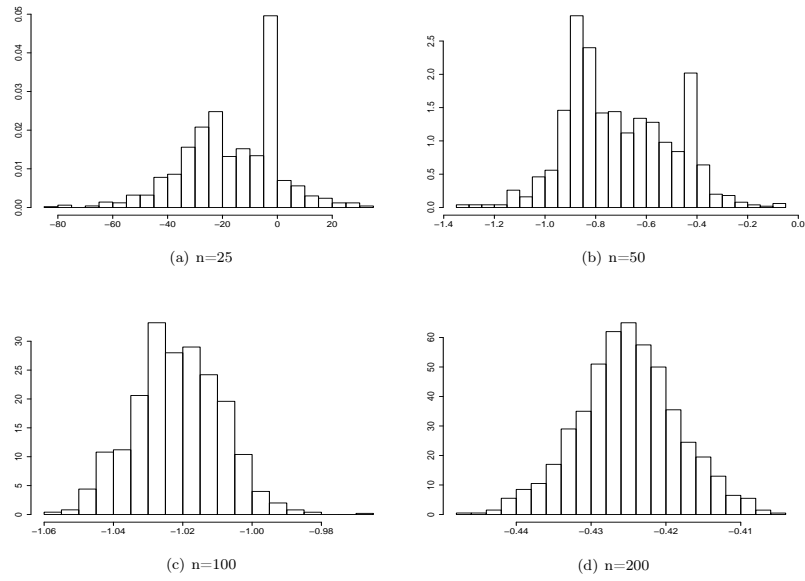 0.00 0.01 0.02 0.03 0.04 0.05
−80 −60 −40 −20 0 20
(a) n=25
0.0 0.5 1.0 1.5 2.0 2.5
−1.4 −1.2 −1.0 −0.8 −0.6 −0.4 −0.2 0.0
(b) n=50
0 5 10 15 20 25 30
−1.06 −1.04 −1.02 −1.00 −0.98
(c) n=100
0 10 20 30 40 50 60
−0.44 −0.43 −0.42 −0.41
(d) n=200